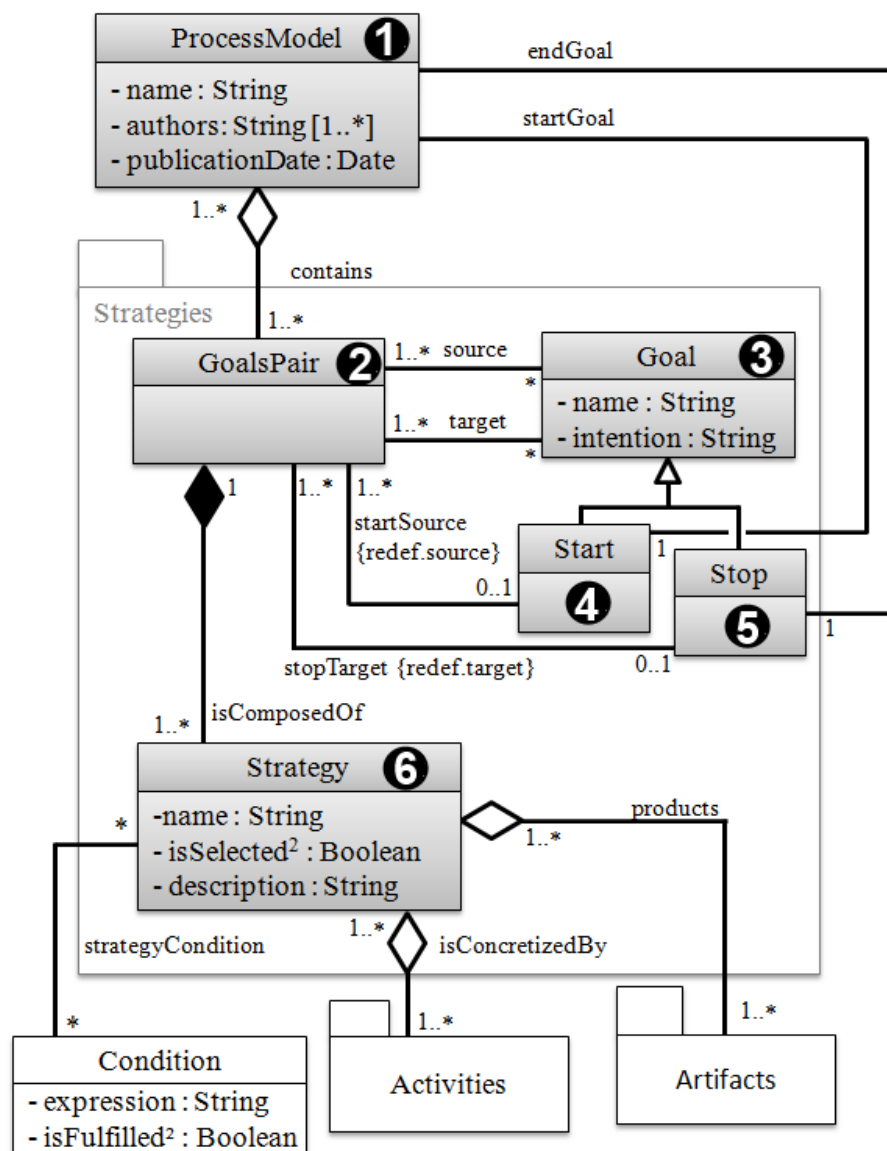 ProcessModel 1
- name : String
- authors: String [1..*]
- publicationDate : Date
endGoal
startGoal
1..*
contains
Strategies
1..*
GoalsPair 2
1..* source
*
1..* target
*
Goal 3
- name : String
- intention : String
1
1..*
1..*
startSource
{redef.source}
0..1
Start
4
1
Stop
5
1
stopTarget {redef.target}
0..1
isComposedOf
1..*
Strategy 6
-name : String
- isSelected² : Boolean
- description : String
products
1..*
*
strategyCondition
1..*
isConcretizedBy
*
1..*
1..*
Condition
- expression : String
- isFulfilled² : Boolean
Activities
Artifacts